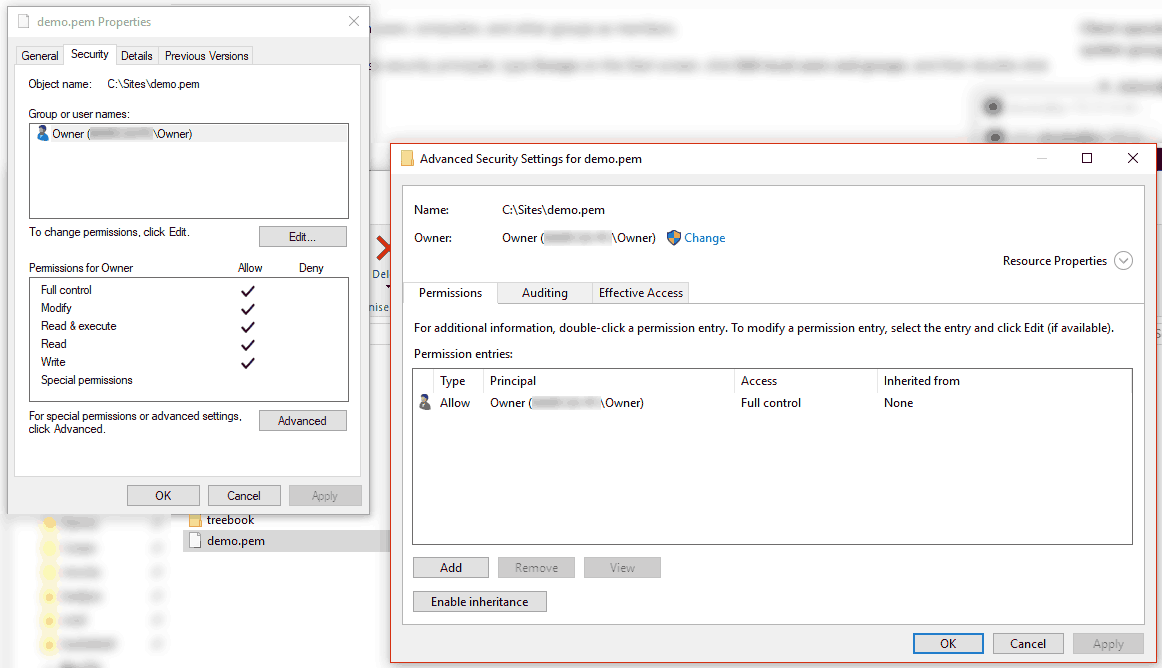 demo.pem Properties
General Security Details Previous Versions
Object name: C:\Sites\demo.pem
Group or user names:
Owner ( \Owner)
To change permissions, click Edit.
Edit...
Permissions for Owner Allow Deny
Full control
Modify
Read & execute
Read
Write
Special permissions
For special permissions or advanced settings,
click Advanced.
Advanced
OK Cancel Apply
treebook
demo.pem
Del
nise
Advanced Security Settings for demo.pem
Name: C:\Sites\demo.pem
Owner: Owner ( \Owner) Change
Resource Properties
Permissions Auditing Effective Access
For additional information, double-click a permission entry. To modify a permission entry, select the entry and click Edit (if available).
Permission entries:
Type Principal Access Inherited from
Allow Owner ( \Owner) Full control None
Add Remove View
Enable inheritance
OK Cancel Apply